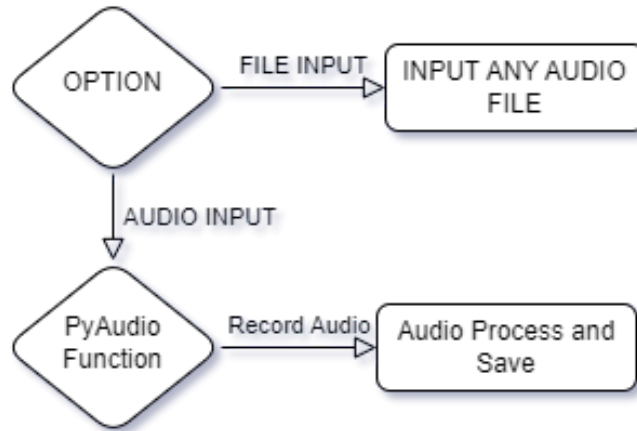 OPTION
FILE INPUT
INPUT ANY AUDIO
FILE
AUDIO INPUT
PyAudio
Function
Record Audio
Audio Process and
Save